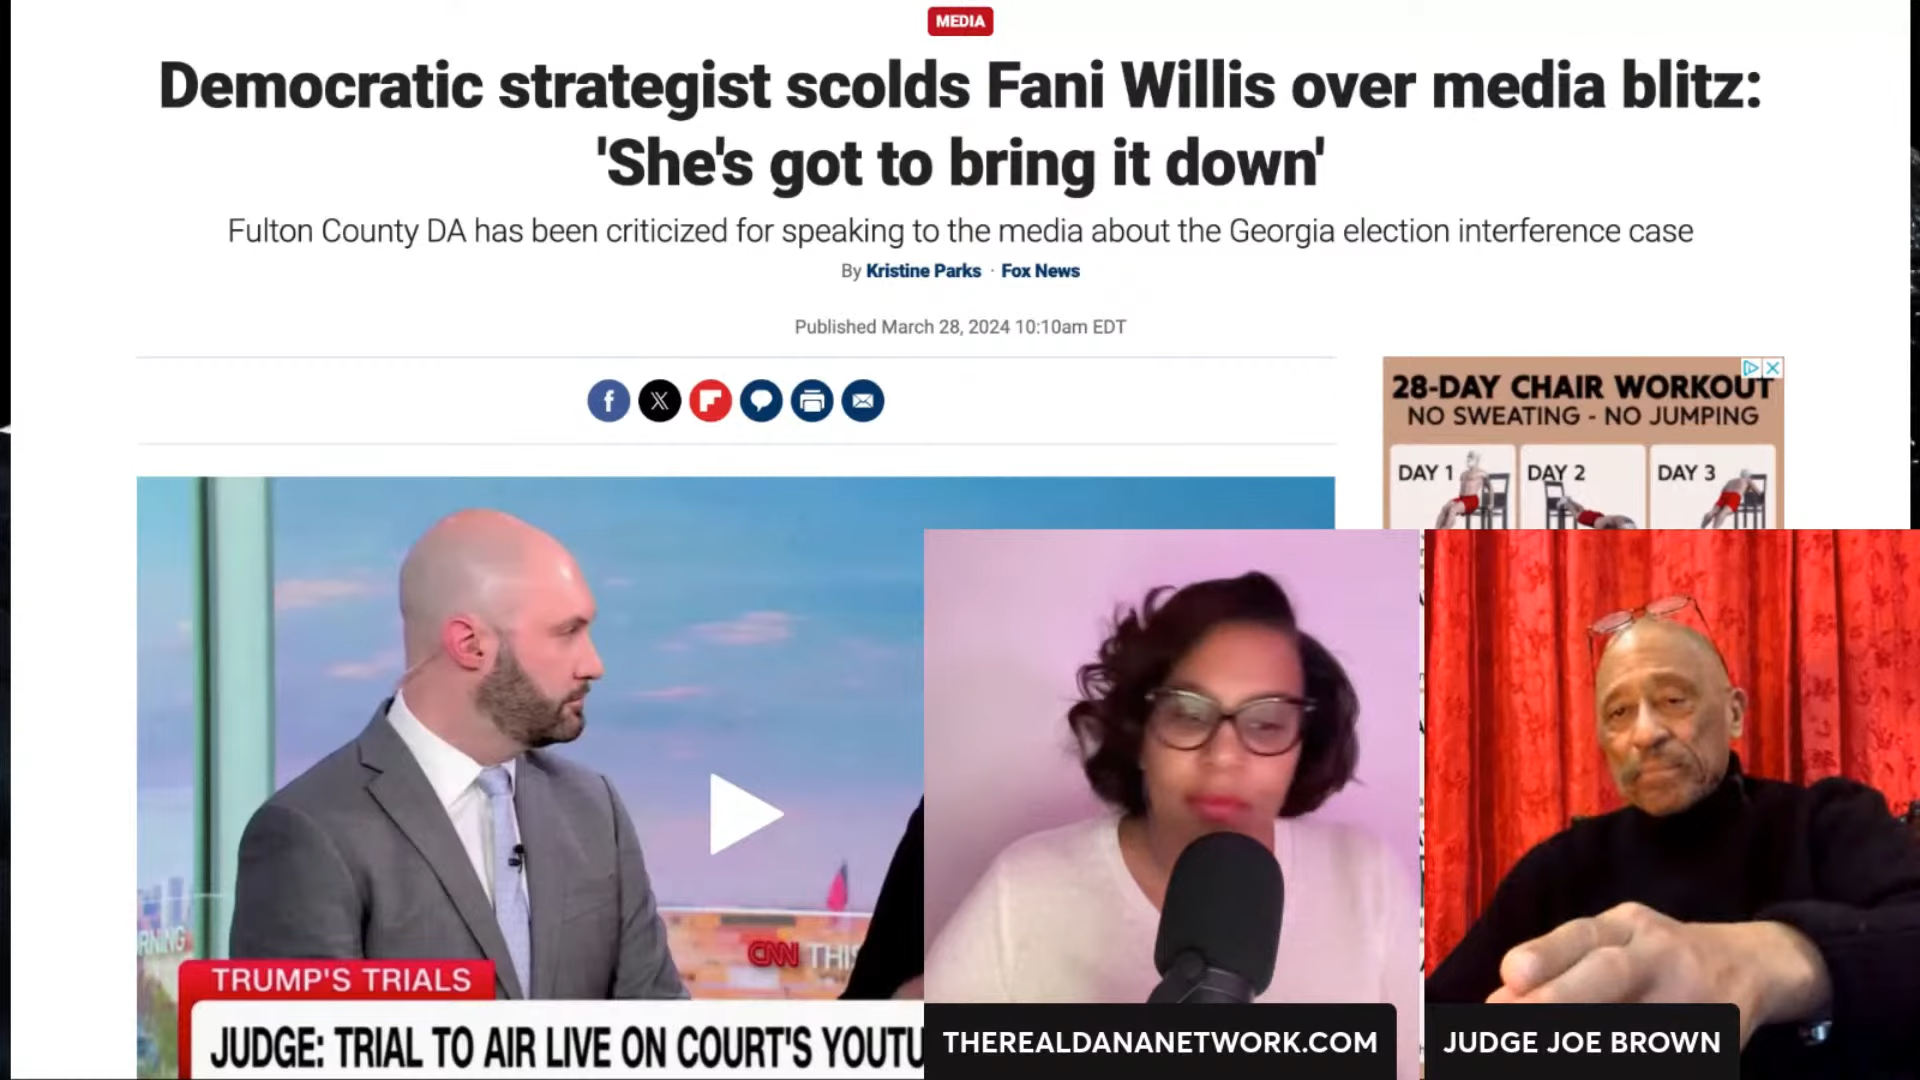 MEDIA
Democratic strategist scolds Fani Willis over media blitz:
'She's got to bring it down'
Fulton County DA has been criticized for speaking to the media about the Georgia election interference case
By Kristine Parks · Fox News
Published March 28, 2024 10:10am EDT
28-DAY CHAIR WORKOUT
NO SWEATING - NO JUMPING
DAY 1 DAY 2 DAY 3
CNN THIS
TRUMP'S TRIALS
JUDGE: TRIAL TO AIR LIVE ON COURT'S
THEREALDANANETWORK.COM
JUDGE JOE BROWN